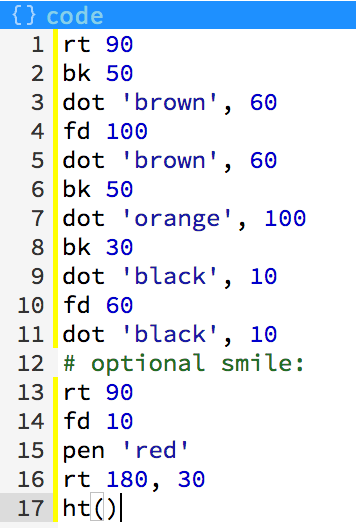 {} code
1 rt 90
2 bk 50
3 dot 'brown', 60
4 fd 100
5 dot 'brown', 60
6 bk 50
7 dot 'orange', 100
8 bk 30
9 dot 'black', 10
10 fd 60
11 dot 'black', 10
12 # optional smile:
13 rt 90
14 fd 10
15 pen 'red'
16 rt 180, 30
17 ht()